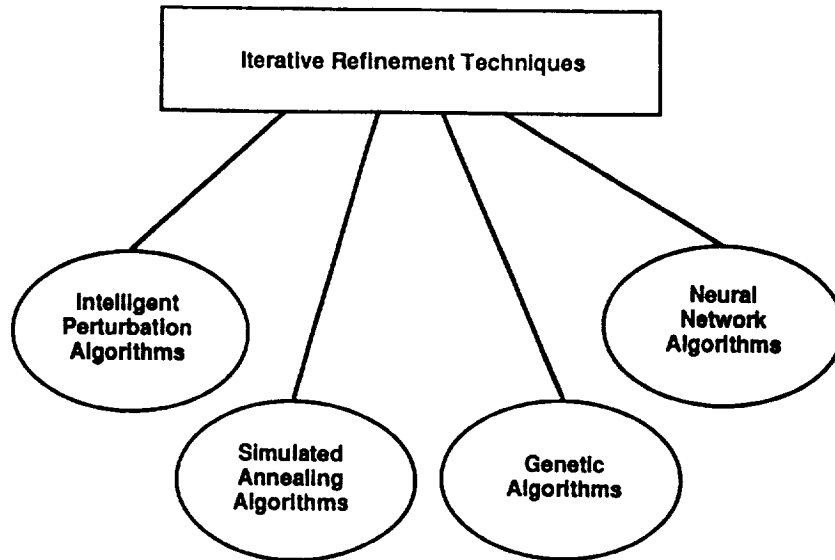 Iterative Refinement Techniques
Intelligent
Perturbation
Algorithms
Simulated
Annealing
Algorithms
Genetic
Algorithms
Neural
Network
Algorithms